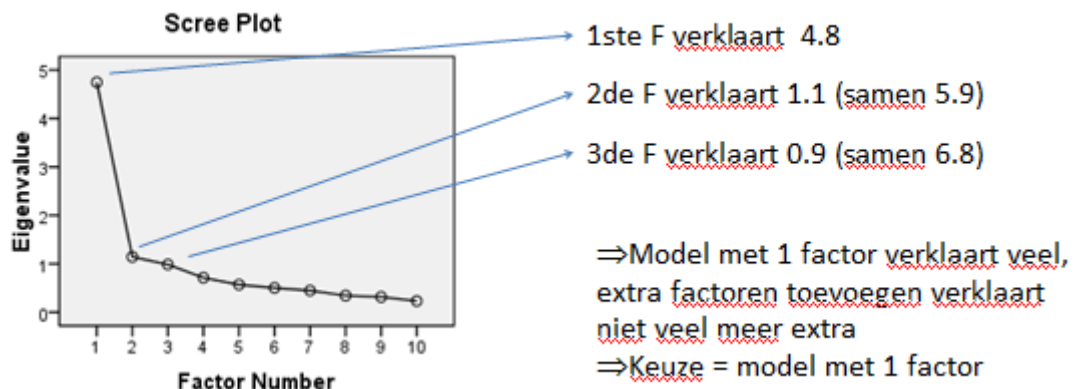 Scree Plot
Eigenvalue
5
4
3
2
1
0
1 2 3 4 5 6 7 8 9 10
Factor Number
1ste F verklaart 4.8
2de F verklaart 1.1 (samen 5.9)
3de F verklaart 0.9 (samen 6.8)
⇒Model met 1 factor verklaart veel,
extra factoren toevoegen verklaart
niet veel meer extra
⇒Keuze = model met 1 factor